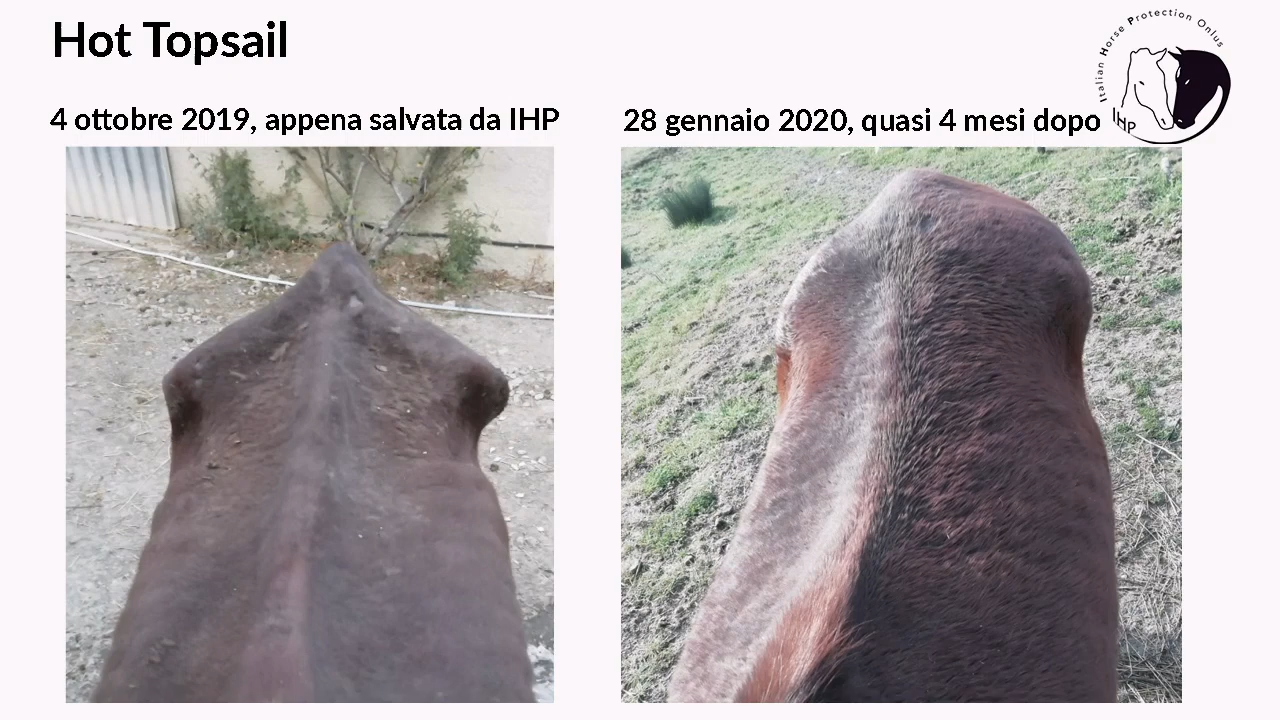 Hot Topsail
Italian Horse Protection Onlus
IHP
4 ottobre 2019, appena salvata da IHP
28 gennaio 2020, quasi 4 mesi dopo